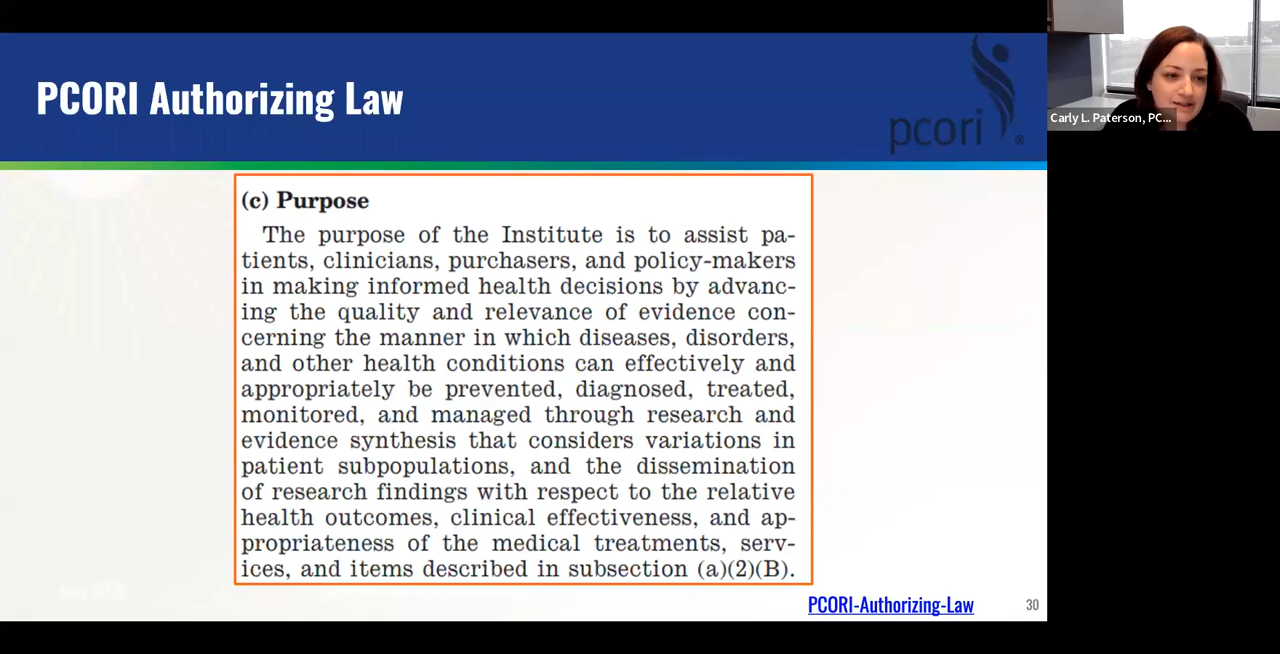 PCORI Authorizing Law
pcori
Carly L. Paterson, PC...
(c) Purpose
The purpose of the Institute is to assist pa-
tients, clinicians, purchasers, and policy-makers
in making informed health decisions by advanc-
ing the quality and relevance of evidence con-
cerning the manner in which diseases, disorders,
and other health conditions can effectively and
appropriately be prevented, diagnosed, treated,
monitored, and managed through research and
evidence synthesis that considers variations in
patient subpopulations, and the dissemination
of research findings with respect to the relative
health outcomes, clinical effectiveness, and ap-
propriateness of the medical treatments, serv-
ices, and items described in subsection (a)(2)(B).
PCORI-Authorizing-Law
30